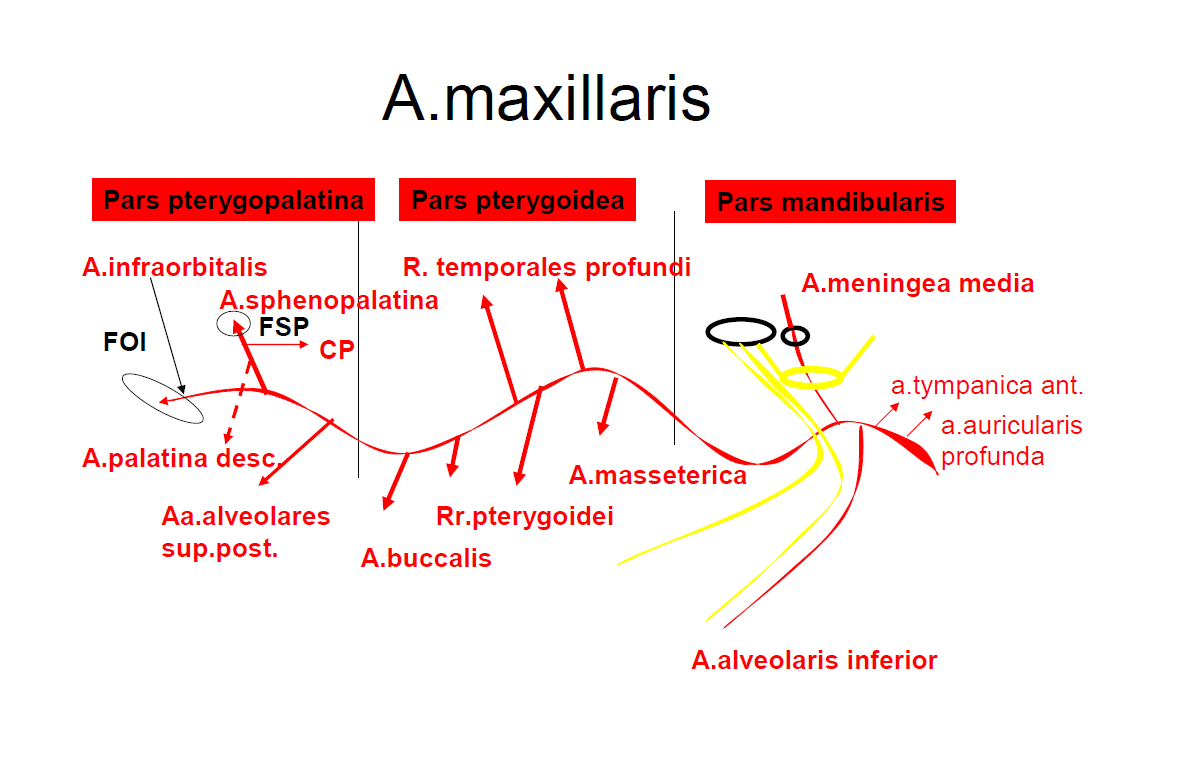 A.maxillaris
Pars pterygopalatina
Pars pterygoidea
Pars mandibularis
A.infraorbitalis
R. temporales profundi
A.meningea media
A.sphenopalatina
FOI
FSP
CP
a.tympanica ant.
a.auricularis
profunda
A.palatina desc.
A.masseterica
Aa.alveolares
sup.post.
Rr.pterygoidei
A.buccalis
A.alveolaris inferior